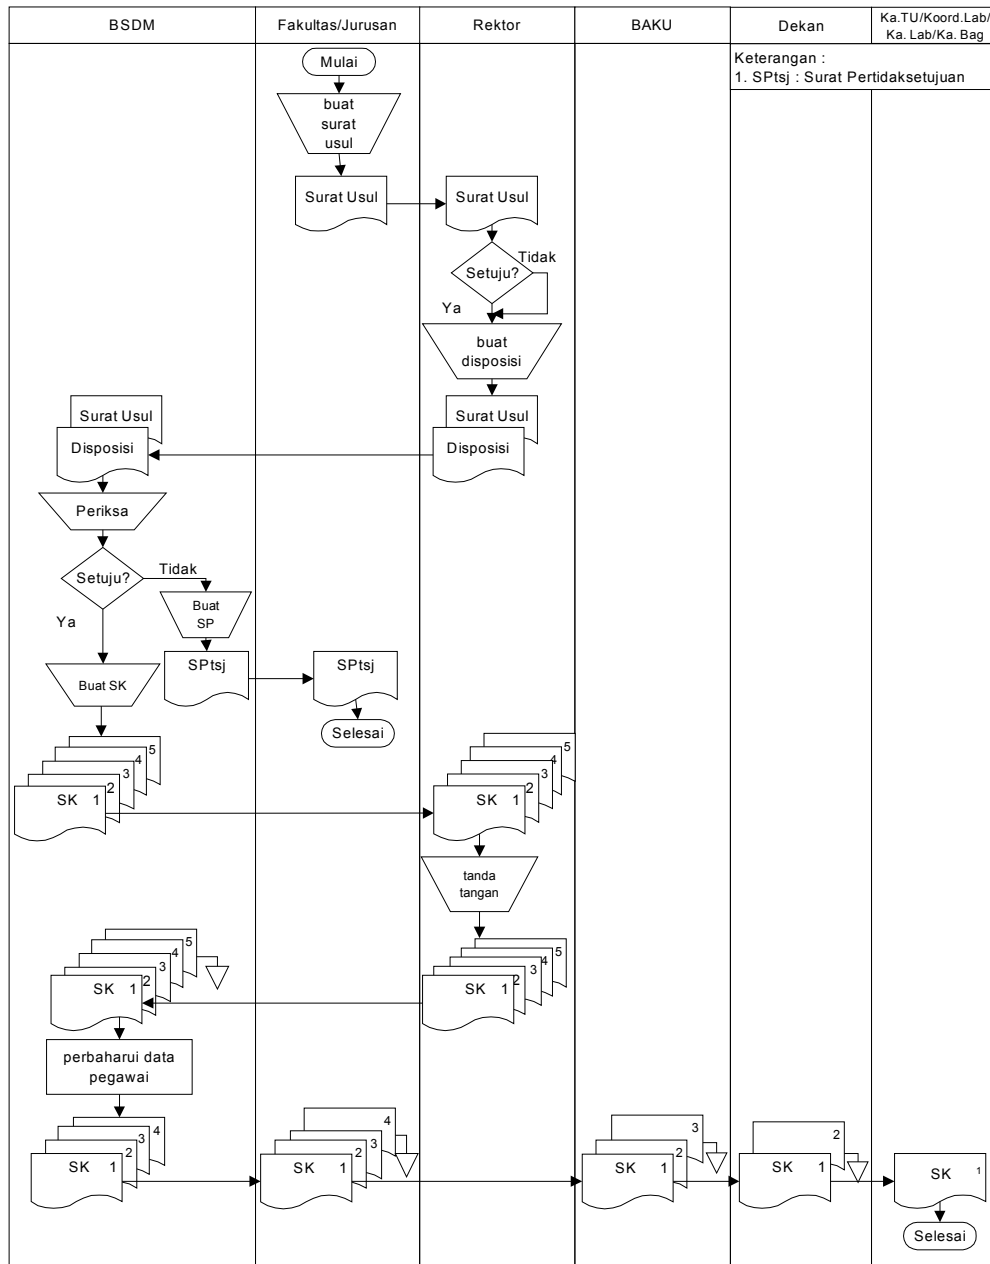 BSDM
Fakultas/Jurusan
Rektor
BAKU
Dekan
Ka.TU/Koord.Lab/
Ka. Lab/Ka. Bag
Keterangan :
1. SPtsj : Surat Pertidaksetujuan
Mulai
buat
surat
usul
Surat Usul
Surat Usul
Setuju?
Tidak
Ya
buat
disposisi
Surat Usul
Disposisi
Surat Usul
Disposisi
Periksa
Setuju?
Tidak
Ya
Buat
SP
SPtsj
SPtsj
Selesai
Buat SK
5
4
3
2
SK 1
5
4
3
2
SK 1
tanda
tangan
5
4
3
2
SK 1
5
4
3
2
SK 1
perbaharui data
pegawai
4
3
2
SK 1
4
3
2
SK 1
3
2
SK 1
2
SK 1
SK 1
Selesai